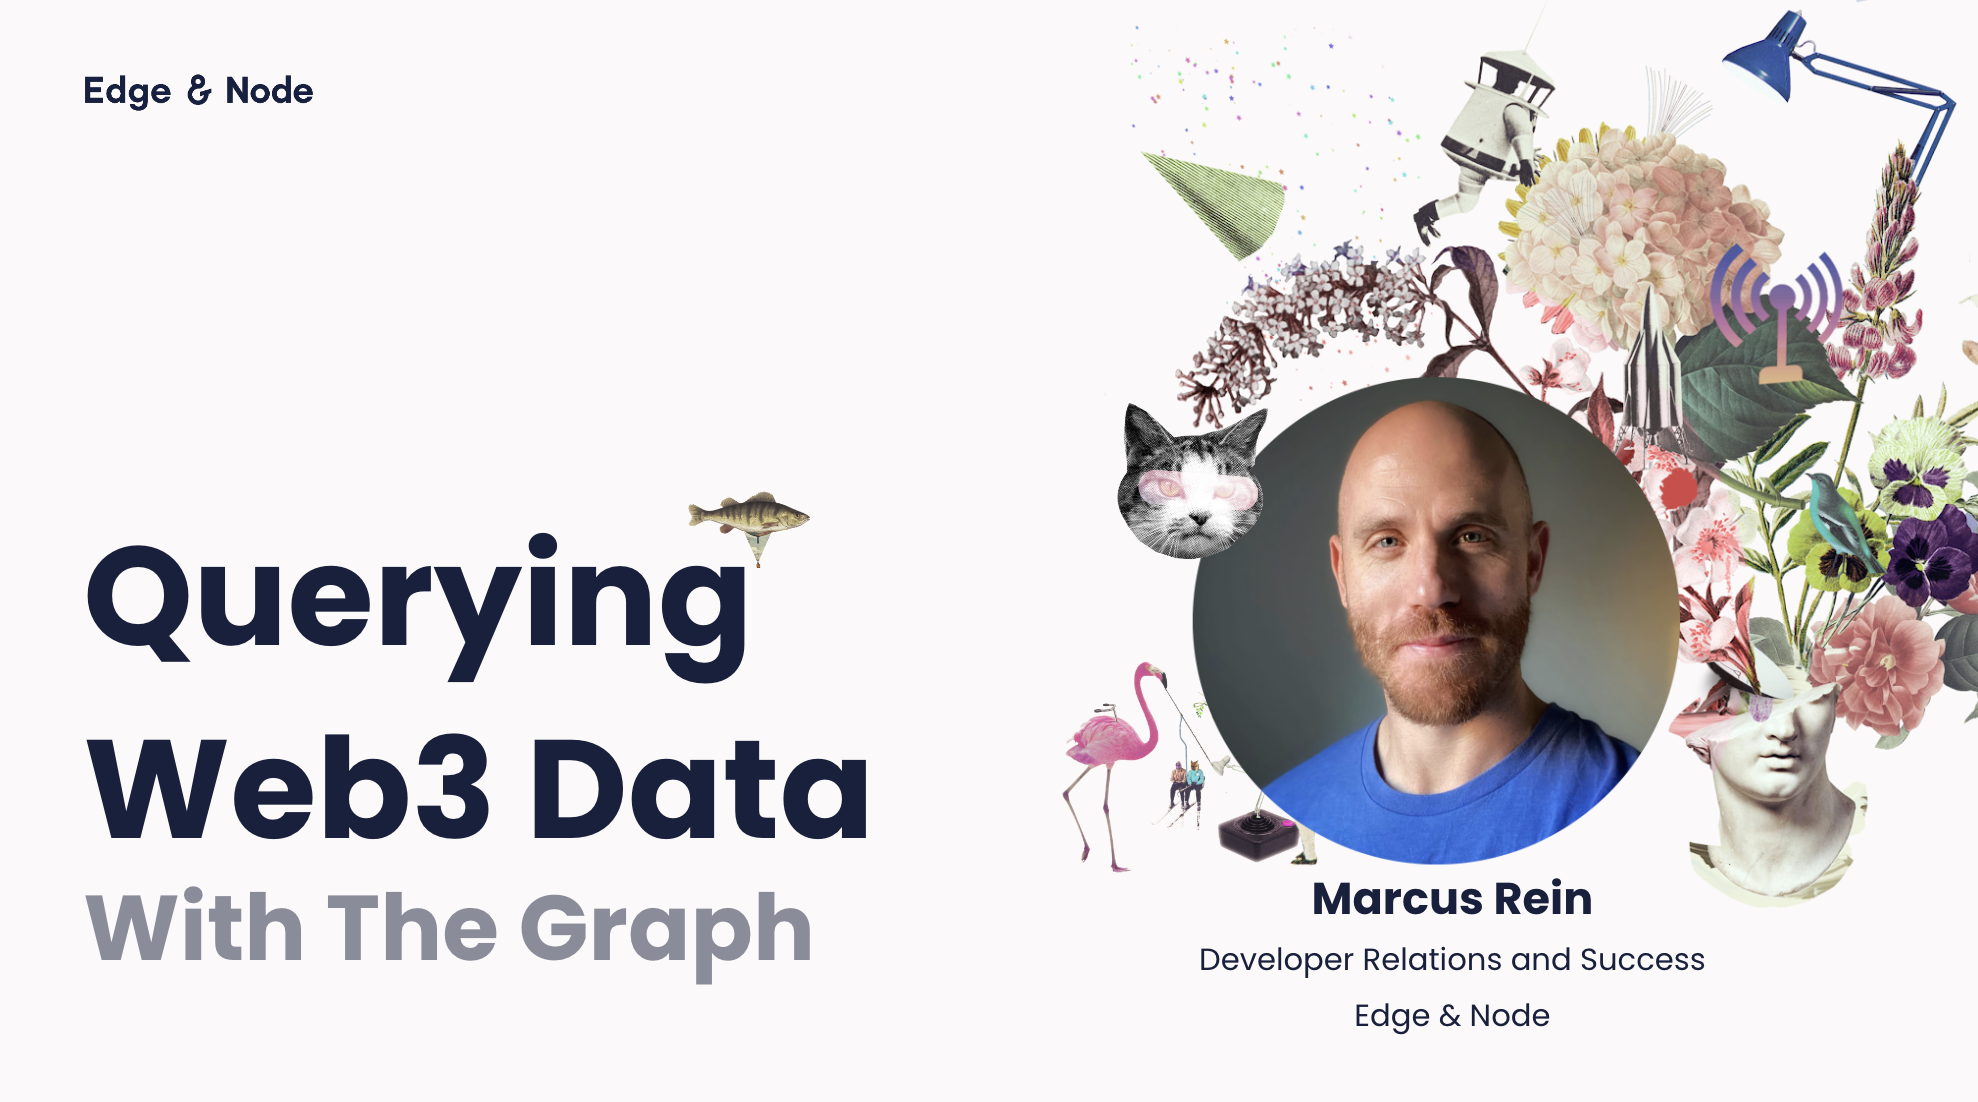 Edge & Node
Querying
Web3 Data
With The Graph
Marcus Rein
Developer Relations and Success
Edge & Node